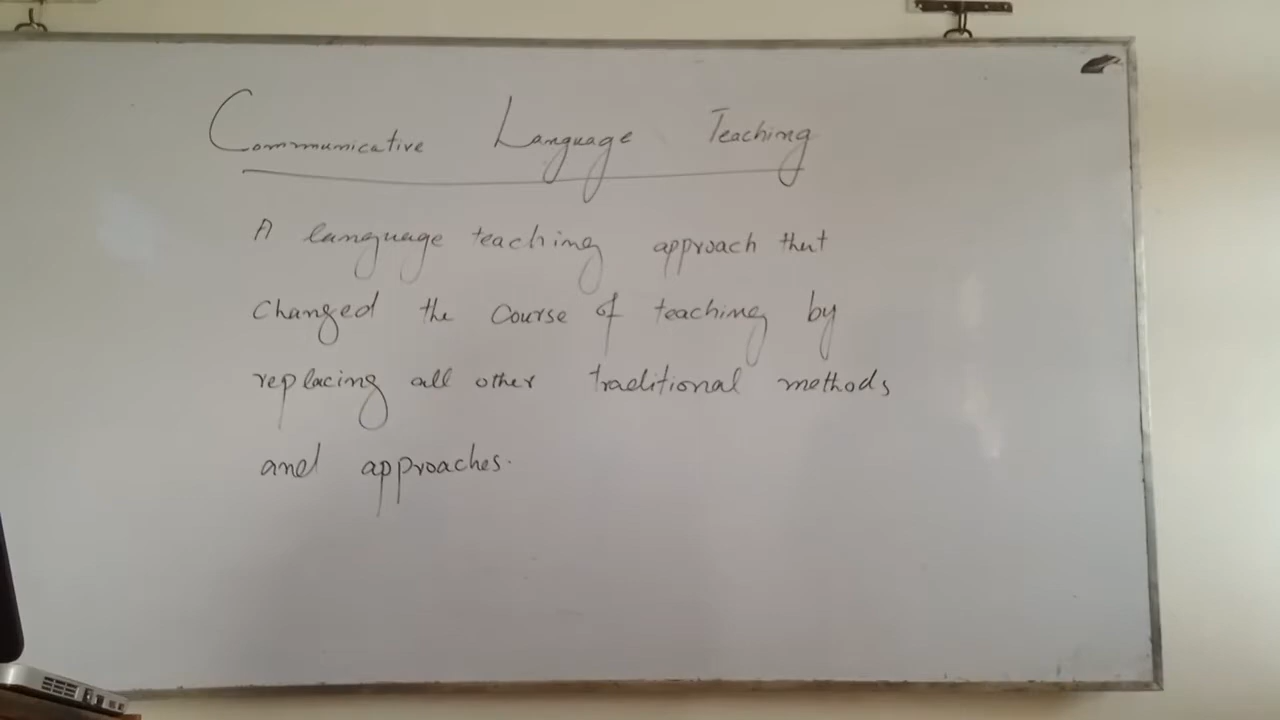 Communicative Language Teaching
A language teaching approach that
changed the course of teaching by
replacing all other traditional methods
and approaches.